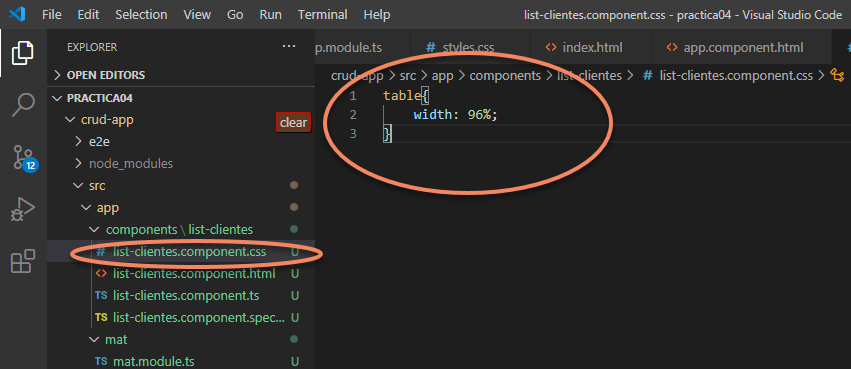 File Edit Selection View Go Run Terminal Help list-clientes.component.css - practica04 - Visual Studio Code
EXPLORER ...
p.module.ts styles.css index.html app.component.html
OPEN EDITORS
crud-app > src > app > components > list-clientes > # list-clientes.component.css >
PRACTICA04
crud-app
clear
e2e
node_modules
src
app
components \ list-clientes
# list-clientes.component.css U
<> list-clientes.component.html U
TS list-clientes.component.ts U
TS list-clientes.component.spec... U
mat
TS mat.module.ts U
12
1 table{
2 width: 96%;
3 }